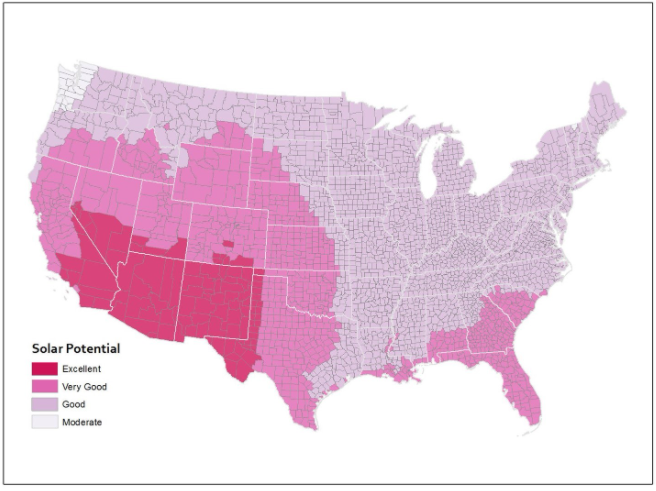 Solar Potential
Excellent
Very Good
Good
Moderate